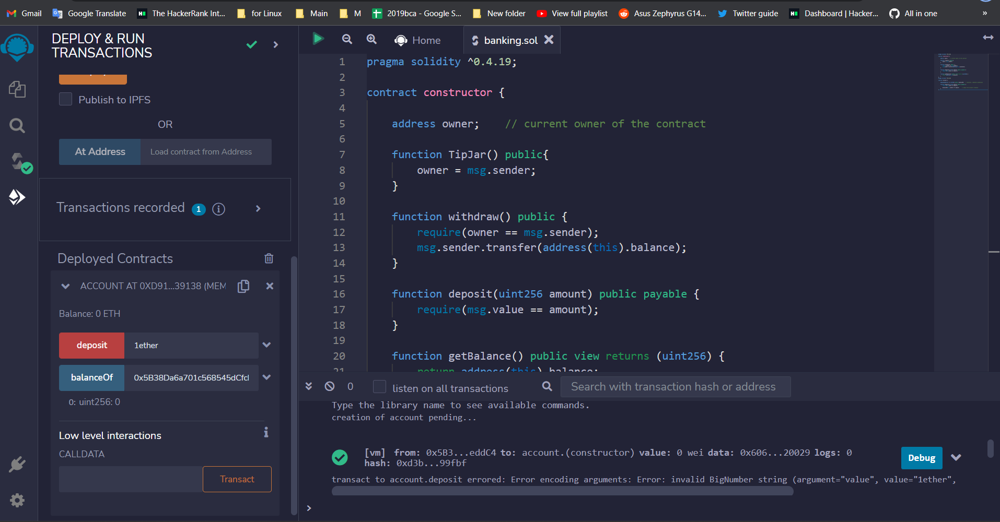 Gmail
Google Translate
The HackerRank Int...
for Linux
Main
M
2019bca - Google S...
New folder
View full playlist
Asus Zephyrus G14...
Twitter guide
Dashboard | Hacker...
All in one
»
DEPLOY & RUN
TRANSACTIONS
Publish to IPFS
OR
At Address
Load contract from Address
Transactions recorded 1
Deployed Contracts
ACCOUNT AT 0XD91...39138 (MEM
Balance: 0 ETH
deposit
1ether
balanceOf
0x5B38Da6a701c568545dCfcI
0: uint256: 0
Low level interactions
CALLDATA
Transact
Home
banking.sol
1 pragma solidity ^0.4.19;
2
3 contract constructor {
4
5 address owner; // current owner of the contract
6
7 function TipJar() public{
8 owner = msg.sender;
9 }
10
11 function withdraw() public {
12 require(owner == msg.sender);
13 msg.sender.transfer(address(this).balance);
14 }
15
16 function deposit(uint256 amount) public payable {
17 require(msg.value == amount);
18 }
19
20 function getBalance() public view returns (uint256) {
21 return address(this).balance;
0
listen on all transactions
Search with transaction hash or address
Type the library name to see available commands.
creation of account pending...
[vm] from: 0x5B3...eddC4 to: account.(constructor) value: 0 wei data: 0x606...20029 logs: 0
hash: 0xd3b...99fbf
Debug
transact to account.deposit errored: Error encoding arguments: Error: invalid BigNumber string (argument="value", value="1ether",
>